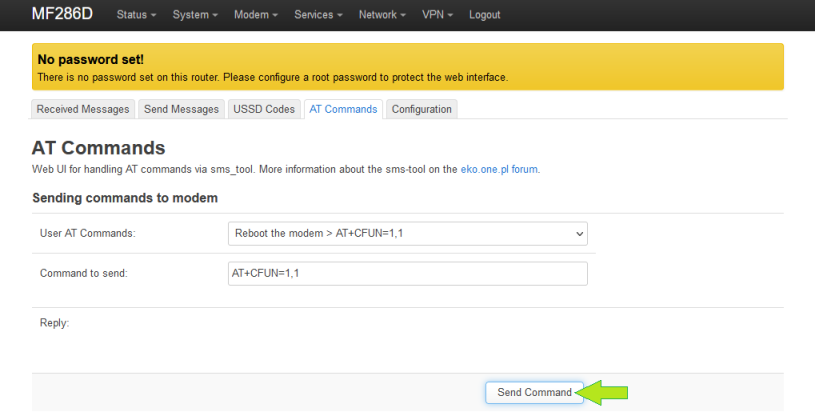 MF286D Status System Modem Services Network VPN Logout
No password set!
There is no password set on this router. Please configure a root password to protect the web interface.
Received Messages Send Messages USSD Codes AT Commands Configuration
AT Commands
Web UI for handling AT commands via sms_tool. More information about the sms-tool on the eko.one.pl forum.
Sending commands to modem
User AT Commands: Reboot the modem > AT+CFUN=1,1
Command to send: AT+CFUN=1,1
Reply:
Send Command